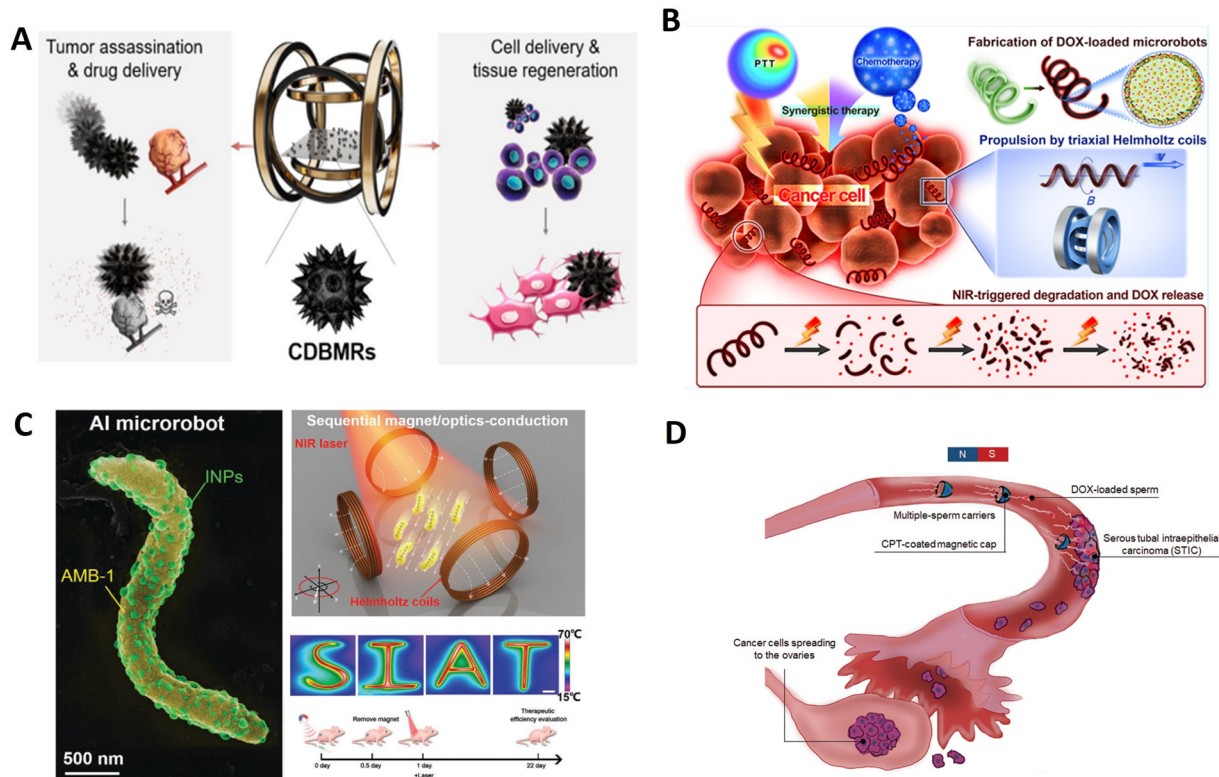 A
Tumor assassination
& drug delivery
Cell delivery &
tissue regeneration
CDBMRs
B
PTT
Chemotherapy
Synergistic therapy
Cancer cell
Fabrication of DOX-loaded microrobots
Propulsion by triaxial Helmholtz coils
v
B
NIR-triggered degradation and DOX release
C
AI microrobot
INPs
AMB-1
500 nm
Sequential magnet/optics-conduction
NIR laser
Helmholtz coils
SIAT
70℃
15℃
Remove magnet
Therapeutic
efficiency evaluation
0 day
0.5 day
1 day
22 day
+Laser
D
N S
DOX-loaded sperm
Multiple-sperm carriers
CPT-coated magnetic cap
Serous tubal intraepithelial
carcinoma (STIC)
Cancer cells spreading
to the ovaries